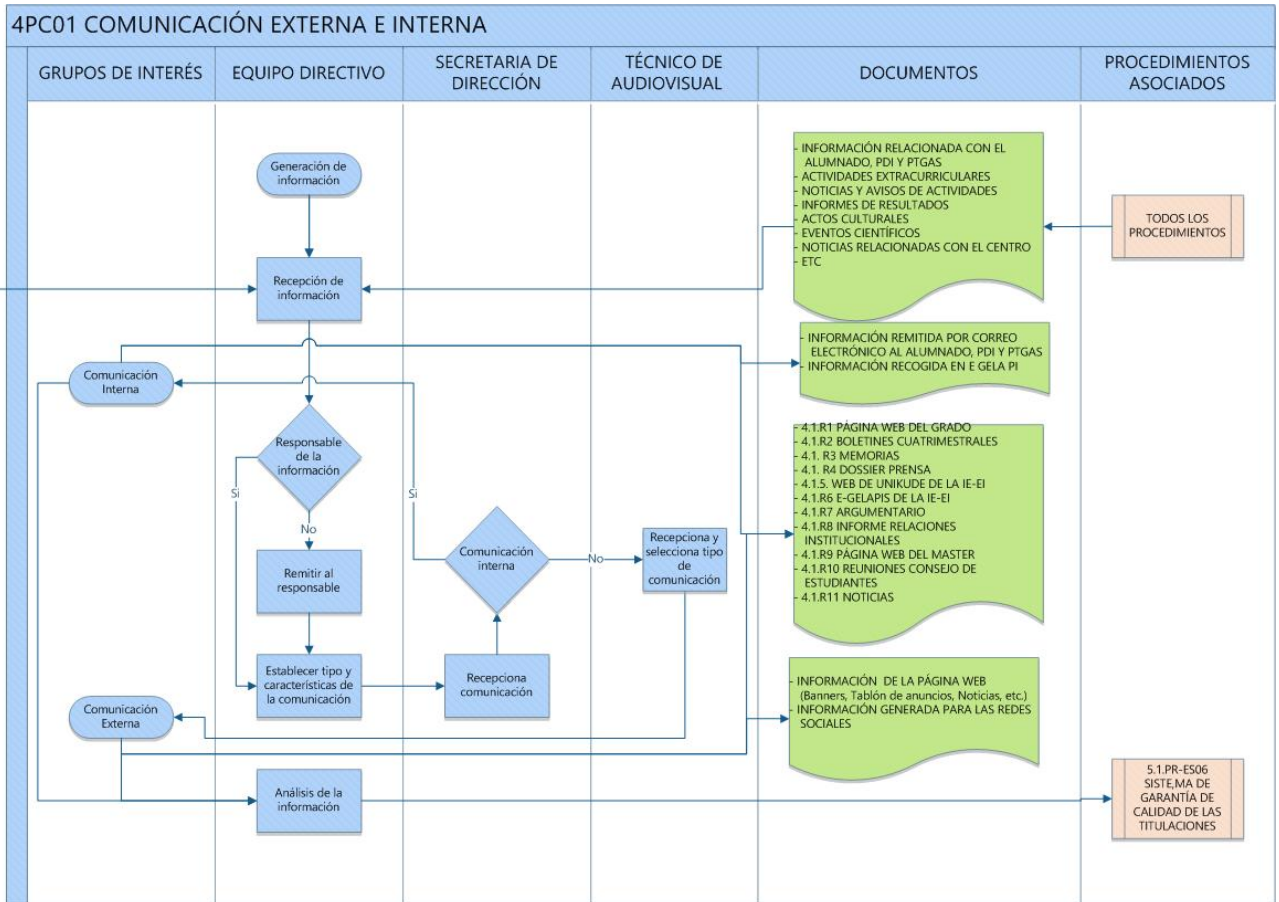 4PC01 COMUNICACIÓN EXTERNA E INTERNA
GRUPOS DE INTERÉS
EQUIPO DIRECTIVO
SECRETARIA DE
DIRECCIÓN
TÉCNICO DE
AUDIOVISUAL
DOCUMENTOS
PROCEDIMIENTOS
ASOCIADOS
Generación de
información
- INFORMACIÓN RELACIONADA CON EL
ALUMNADO, PDI Y PTGAS
- ACTIVIDADES EXTRACURRICULARES
- NOTICIAS Y AVISOS DE ACTIVIDADES
- INFORMES DE RESULTADOS
- ACTOS CULTURALES
- EVENTOS CIENTÍFICOS
- NOTICIAS RELACIONADAS CON EL CENTRO
- ETC
TODOS LOS
PROCEDIMIENTOS
Recepción de
información
- INFORMACIÓN REMITIDA POR CORREO
ELECTRÓNICO AL ALUMNADO, PDI Y PTGAS
- INFORMACIÓN RECOGIDA EN E GELA PI
Comunicación
Interna
Responsable
de la
información
Si
No
Si
- 4.1.R1 PÁGINA WEB DEL GRADO
- 4.1.R2 BOLETINES CUATRIMESTRALES
- 4.1. R3 MEMORIAS
- 4.1. R4 DOSSIER PRENSA
- 4.1.5. WEB DE UNIKUDE DE LA IE-EI
- 4.1.R6 E-GELAPIS DE LA IE-EI
- 4.1.R7 ARGUMENTARIO
- 4.1.R8 INFORME RELACIONES
INSTITUCIONALES
- 4.1.R9 PÁGINA WEB DEL MASTER
- 4.1.R10 REUNIONES CONSEJO DE
ESTUDIANTES
- 4.1.R11 NOTICIAS
Remitir al
responsable
Comunicación
interna
No
Recepciona y
selecciona tipo
de
comunicación
Establecer tipo y
características de
la comunicación
Recepciona
comunicación
- INFORMACIÓN DE LA PÁGINA WEB
(Banners, Tablón de anuncios, Noticias, etc.)
- INFORMACIÓN GENERADA PARA LAS REDES
SOCIALES
Comunicación
Externa
Análisis de la
información
5.1.PR-ES06
SISTE,MA DE
GARANTÍA DE
CALIDAD DE LAS
TITULACIONES